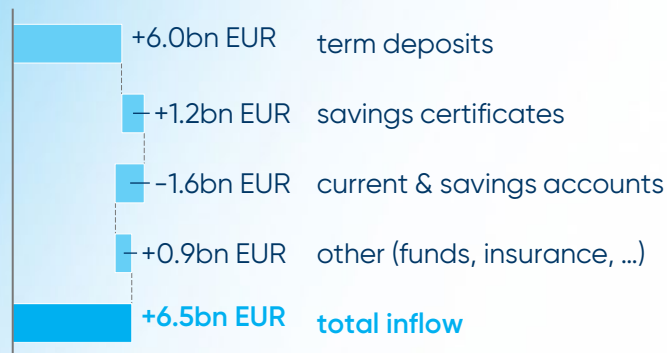 +6.0bn EUR term deposits
+1.2bn EUR savings certificates
-1.6bn EUR current & savings accounts
+0.9bn EUR other (funds, insurance, …)
+6.5bn EUR total inflow